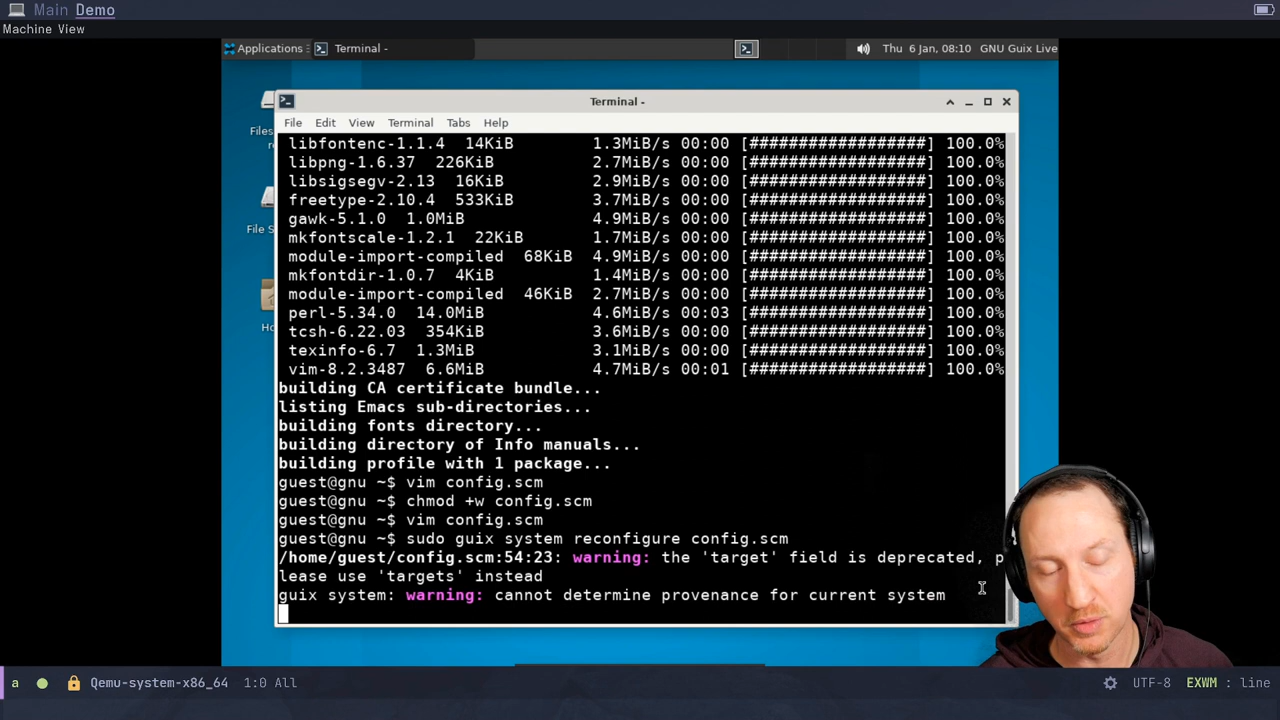 Main Demo
Machine View
Applications Terminal - Thu 6 Jan, 08:10 GNU Guix Live
Terminal -
File Edit View Terminal Tabs Help
libfontenc-1.1.4 14KiB 1.3MiB/s 00:00 [##################] 100.0%
libpng-1.6.37 226KiB 2.7MiB/s 00:00 [##################] 100.0%
libsigsegv-2.13 16KiB 2.9MiB/s 00:00 [##################] 100.0%
freetype-2.10.4 533KiB 3.7MiB/s 00:00 [##################] 100.0%
gawk-5.1.0 1.0MiB 4.9MiB/s 00:00 [##################] 100.0%
mkfontscale-1.2.1 22KiB 1.7MiB/s 00:00 [##################] 100.0%
module-import-compiled 68KiB 4.9MiB/s 00:00 [##################] 100.0%
mkfontdir-1.0.7 4KiB 1.4MiB/s 00:00 [##################] 100.0%
module-import-compiled 46KiB 2.7MiB/s 00:00 [##################] 100.0%
perl-5.34.0 14.0MiB 4.6MiB/s 00:03 [##################] 100.0%
tcsh-6.22.03 354KiB 3.6MiB/s 00:00 [##################] 100.0%
texinfo-6.7 1.3MiB 3.1MiB/s 00:00 [##################] 100.0%
vim-8.2.3487 6.6MiB 4.7MiB/s 00:01 [##################] 100.0%
building CA certificate bundle...
listing Emacs sub-directories...
building fonts directory...
building directory of Info manuals...
building profile with 1 package...
guest@gnu ~$ vim config.scm
guest@gnu ~$ chmod +w config.scm
guest@gnu ~$ vim config.scm
guest@gnu ~$ sudo guix system reconfigure config.scm
/home/guest/config.scm:54:23: warning: the 'target' field is deprecated, p
lease use 'targets' instead
guix system: warning: cannot determine provenance for current system
a Qemu-system-x86_64 1:0 All UTF-8 EXWM : line